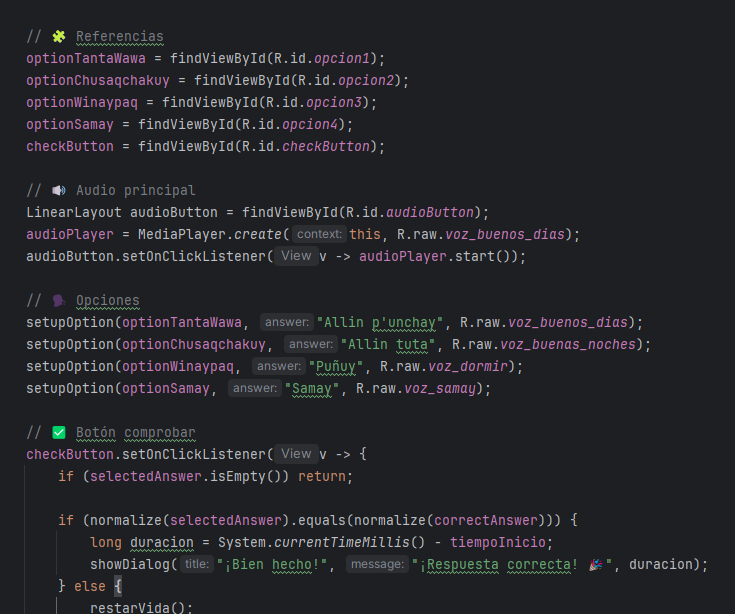 // 🧩 Referencias
optionTantaWawa = findViewById(R.id.opcion1);
optionChusaqchakuy = findViewById(R.id.opcion2);
optionWinaypaq = findViewById(R.id.opcion3);
optionSamay = findViewById(R.id.opcion4);
checkButton = findViewById(R.id.checkButton);
// 🔊 Audio principal
LinearLayout audioButton = findViewById(R.id.audioButton);
audioPlayer = MediaPlayer.create( context: this, R.raw.voz_buenos_dias);
audioButton.setOnClickListener( View v -> audioPlayer.start());
// 🗣 Opciones
setupOption(optionTantaWawa, answer: "Allin p'unchay", R.raw.voz_buenos_dias);
setupOption(optionChusaqchakuy, answer: "Allin tuta", R.raw.voz_buenas_noches);
setupOption(optionWinaypaq, answer: "Puñuy", R.raw.voz_dormir);
setupOption(optionSamay, answer: "Samay", R.raw.voz_samay);
// ✅ Botón comprobar
checkButton.setOnClickListener( View v -> {
if (selectedAnswer.isEmpty()) return;
if (normalize(selectedAnswer).equals(normalize(correctAnswer))) {
long duracion = System.currentTimeMillis() - tiempoInicio;
showDialog( title: "¡Bien hecho!", message: "¡Respuesta correcta! 🎉", duracion);
} else {
restarVida();